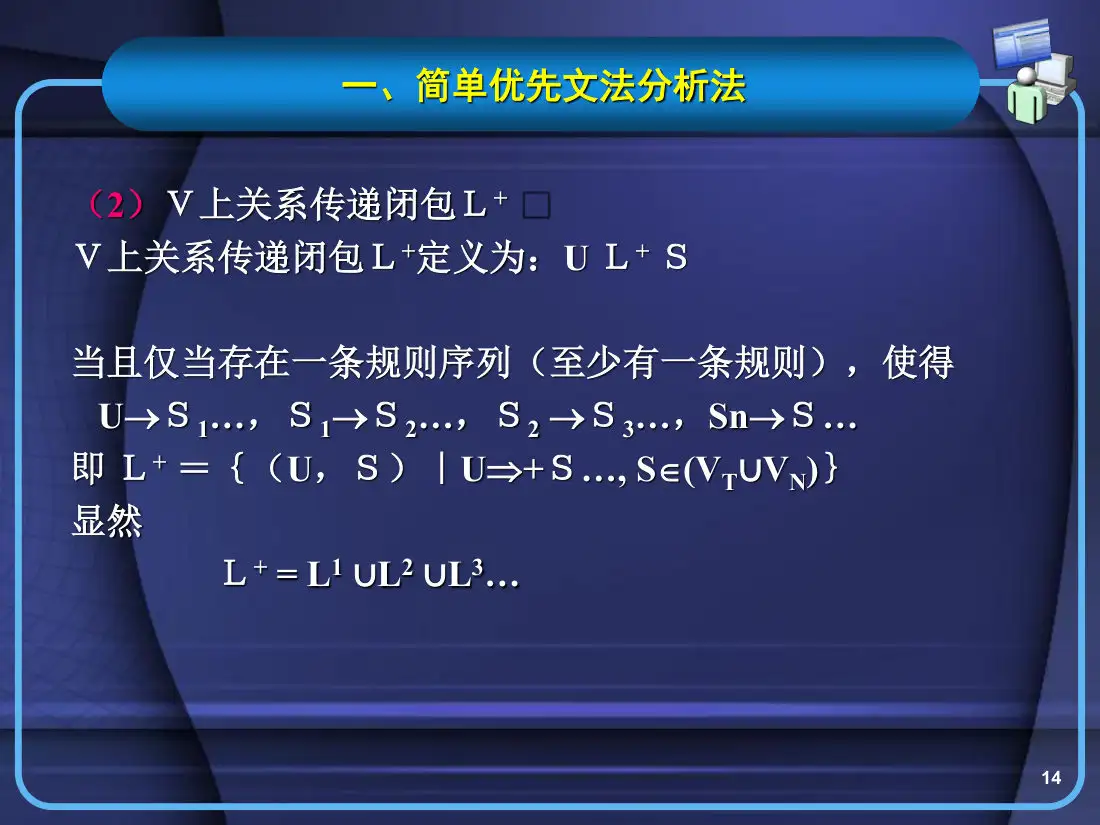 一、简单优先文法分析法
（2）Ｖ上关系传递闭包Ｌ⁺ □
Ｖ上关系传递闭包Ｌ⁺定义为：U Ｌ⁺ Ｓ
当且仅当存在一条规则序列（至少有一条规则），使得
U→Ｓ₁…，Ｓ₁→Ｓ₂…，Ｓ₂→Ｓ₃…，Sn→Ｓ…
即 Ｌ⁺＝｛（U，Ｓ）｜U⇒+Ｓ…, S∈(V_T∪V_N)｝
显然
Ｌ⁺ = L¹ ∪L² ∪L³…
14